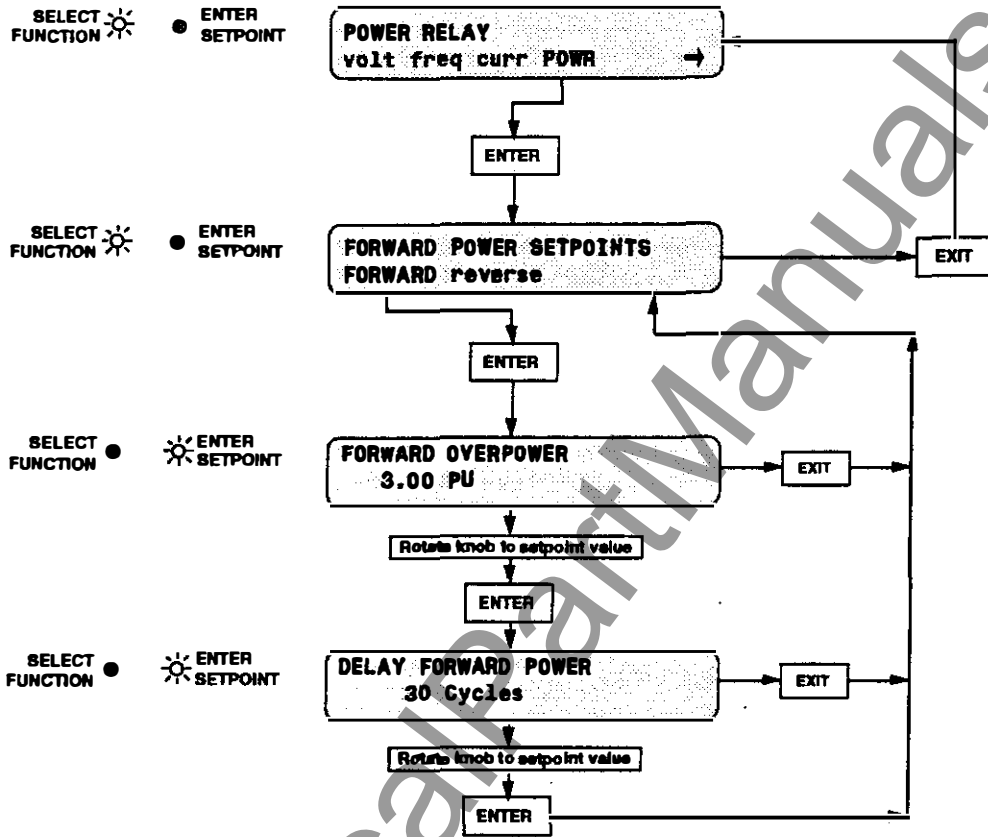 SELECT
FUNCTION
ENTER
SETPOINT
POWER RELAY
volt freq curr POWR →
ENTER
SELECT
FUNCTION
ENTER
SETPOINT
FORWARD POWER SETPOINTS
FORWARD reverse
EXIT
ENTER
SELECT
FUNCTION
ENTER
SETPOINT
FORWARD OVERPOWER
3.00 PU
EXIT
Rotate knob to setpoint value
ENTER
SELECT
FUNCTION
ENTER
SETPOINT
DELAY FORWARD POWER
30 Cycles
EXIT
Rotate knob to setpoint value
ENTER
alPartManuals